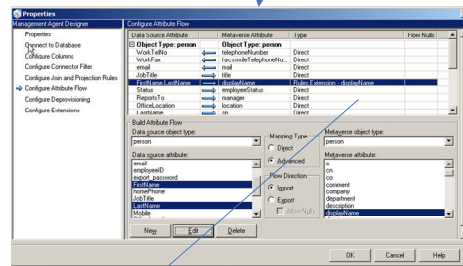 Properties
Management Agent Designer
Properties
Connect to Database
Configure Columns
Configure Connector Filter
Configure Join and Projection Rules
Configure Attribute Flow
Configure Deprovisioning
Configure Extensions
Configure Attribute Flow
Data Source Attribute Metaverse Attribute Type Flow Nulls
Object Type: person Object Type: person
WorkTelNo telephoneNumber Direct
WorkFax facsimileTelephoneNu... Direct
email mail Direct
JobTitle title Direct
FirstName,LastName displayName Rules Extension - displayName
Status employeeStatus Direct
ReportsTo manager Direct
OfficeLocation location Direct
LastName sn Direct
Build Attribute Flow
Data source object type:
person
Data source attribute:
email
employeeID
export_password
FirstName
homePhone
JobTitle
LastName
Mobile
Mapping Type
Direct
Advanced
Flow Direction
Import
Export
Allow Nulls
Metaverse object type:
person
Metaverse attribute:
c
cn
co
comment
company
department
description
displayName
New Edit Delete
OK Cancel Help